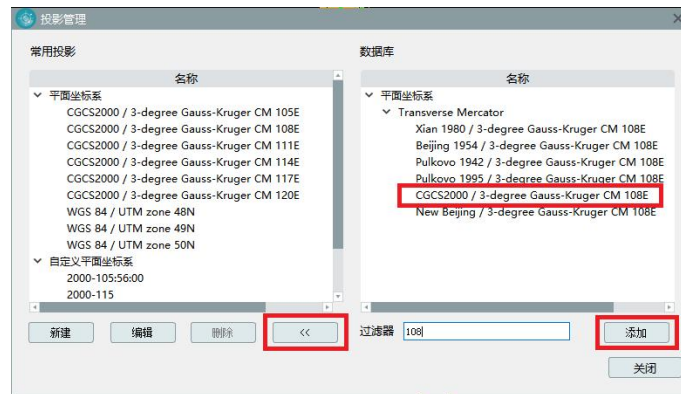 投影管理
常用投影
名称
平面坐标系
CGCS2000 / 3-degree Gauss-Kruger CM 105E
CGCS2000 / 3-degree Gauss-Kruger CM 108E
CGCS2000 / 3-degree Gauss-Kruger CM 111E
CGCS2000 / 3-degree Gauss-Kruger CM 114E
CGCS2000 / 3-degree Gauss-Kruger CM 117E
CGCS2000 / 3-degree Gauss-Kruger CM 120E
WGS 84 / UTM zone 48N
WGS 84 / UTM zone 49N
WGS 84 / UTM zone 50N
自定义平面坐标系
2000-105:56:00
2000-115
新建 编辑 删除 <<
数据库
名称
平面坐标系
Transverse Mercator
Xian 1980 / 3-degree Gauss-Kruger CM 108E
Beijing 1954 / 3-degree Gauss-Kruger CM 108E
Pulkovo 1942 / 3-degree Gauss-Kruger CM 108E
Pulkovo 1995 / 3-degree Gauss-Kruger CM 108E
CGCS2000 / 3-degree Gauss-Kruger CM 108E
New Beijing / 3-degree Gauss-Kruger CM 108E
过滤器 108 添加
关闭